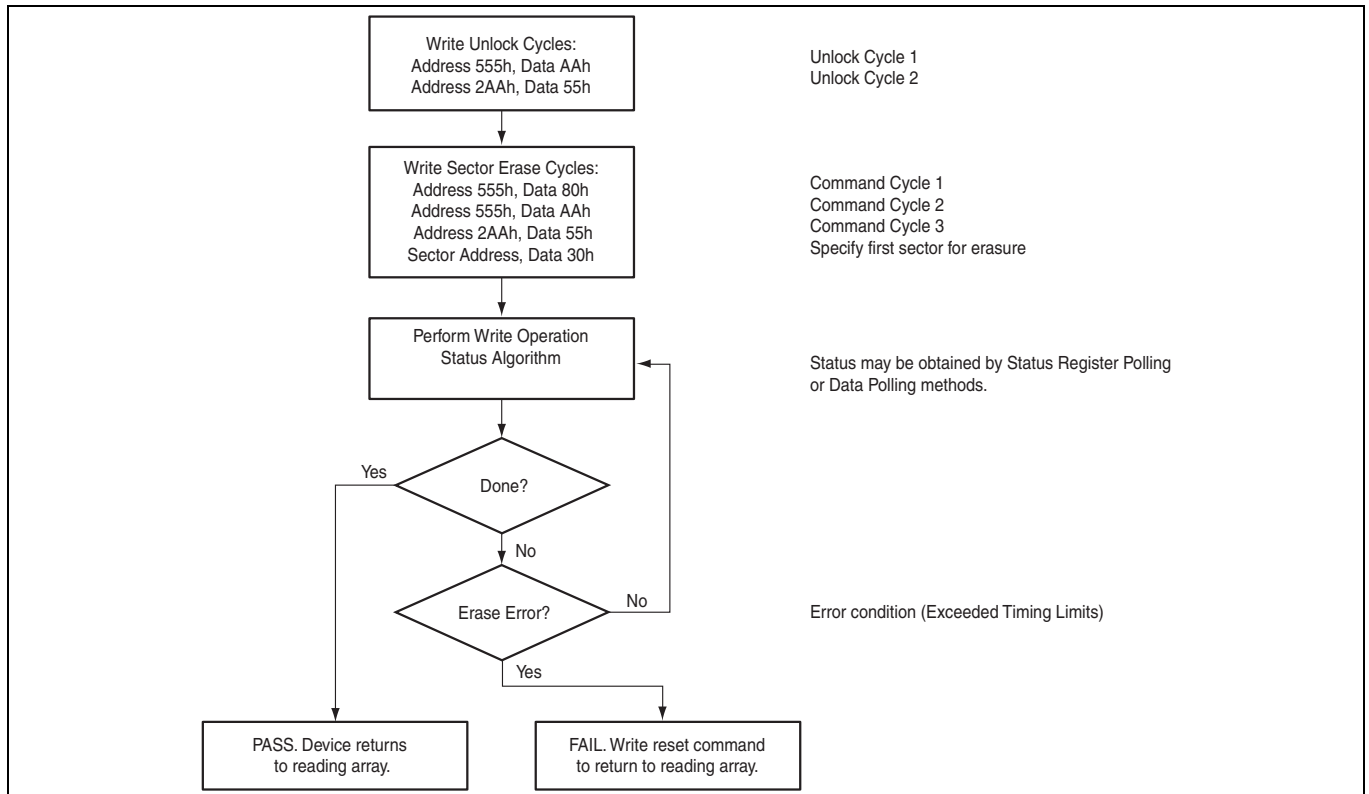 Write Unlock Cycles:
Address 555h, Data AAh
Address 2AAh, Data 55h
Unlock Cycle 1
Unlock Cycle 2
Write Sector Erase Cycles:
Address 555h, Data 80h
Address 555h, Data AAh
Address 2AAh, Data 55h
Sector Address, Data 30h
Command Cycle 1
Command Cycle 2
Command Cycle 3
Specify first sector for erasure
Perform Write Operation
Status Algorithm
Status may be obtained by Status Register Polling
or Data Polling methods.
Yes
Done?
No
Erase Error?
No
Error condition (Exceeded Timing Limits)
Yes
PASS. Device returns
to reading array.
FAIL. Write reset command
to return to reading array.